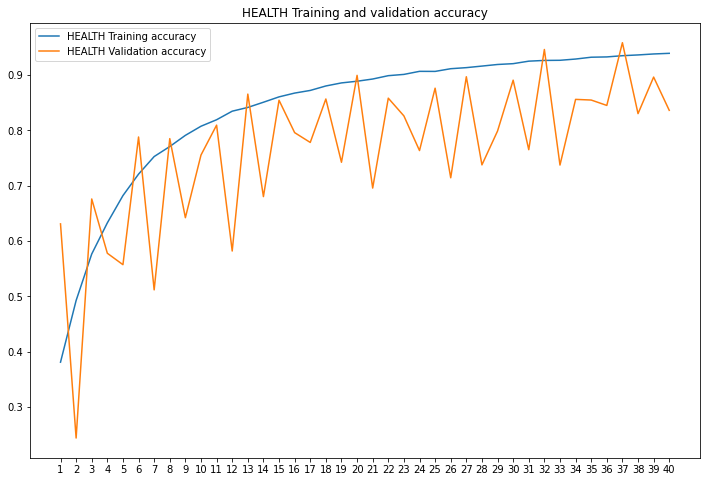 HEALTH Training and validation accuracy
HEALTH Training accuracy
HEALTH Validation accuracy
0.9
0.8
0.7
0.6
0.5
0.4
0.3
1 2 3 4 5 6 7 8 9 10 11 12 13 14 15 16 17 18 19 20 21 22 23 24 25 26 27 28 29 30 31 32 33 34 35 36 37 38 39 40